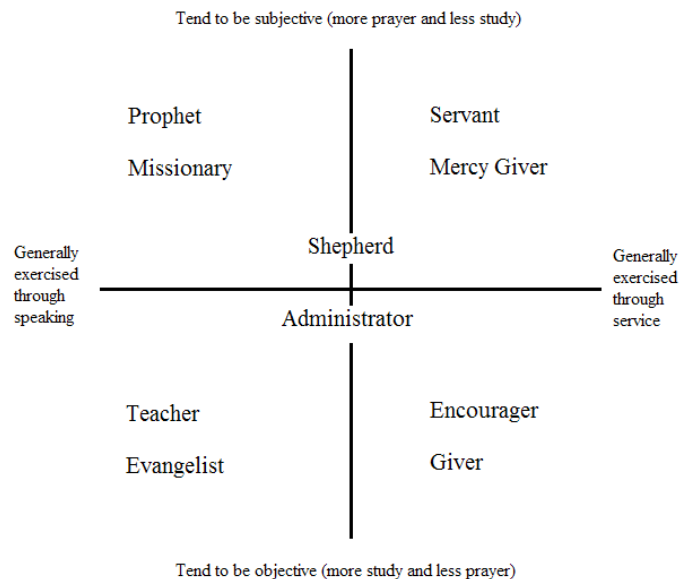 Tend to be subjective (more prayer and less study)
Prophet
Servant
Missionary
Mercy Giver
Shepherd
Generally
exercised
through
speaking
Generally
exercised
through
service
Administrator
Teacher
Encourager
Evangelist
Giver
Tend to be objective (more study and less prayer)